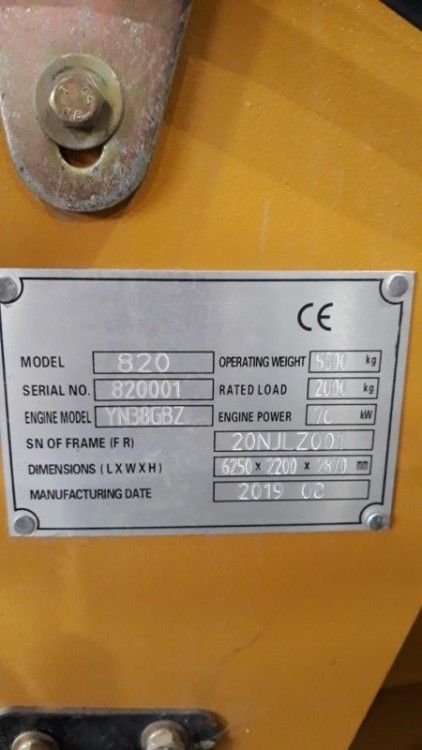 CE
MODEL 820 OPERATING WEIGHT kg
SERIAL NO. 820001 RATED LOAD 2000 kg
ENGINE MODEL YN38GBZ ENGINE POWER 76 kW
SN OF FRAME (F R) 20NJLZ001
DIMENSIONS ( L X W X H ) 6250 × 2200 × 2810 mm
MANUFACTURING DATE 2019 08